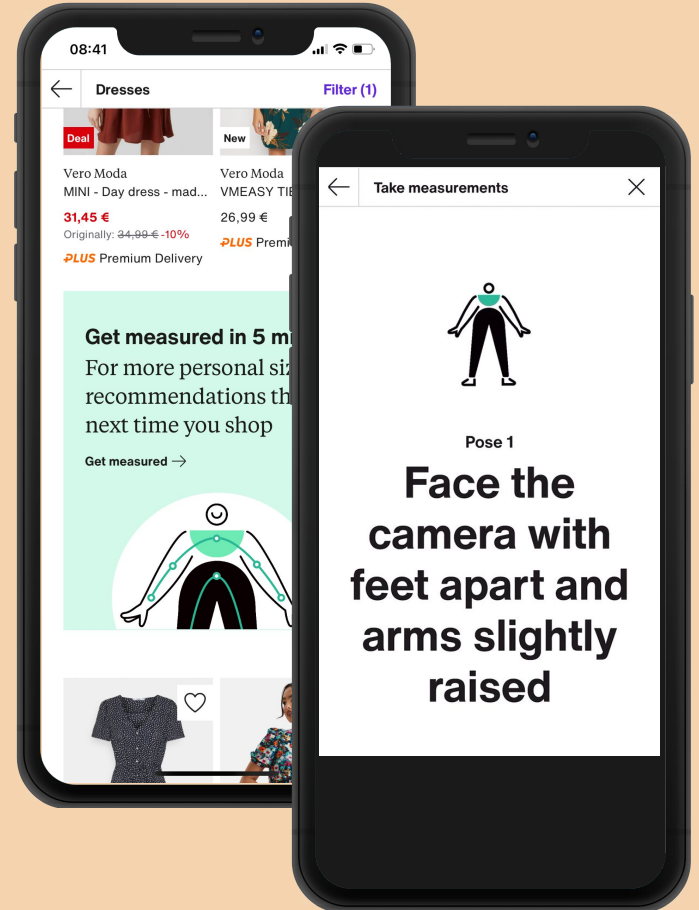 08:41
Dresses
Filter (1)
Deal
New
Vero Moda
MINI - Day dress - mad...
31,45 €
Originally: 34,99 € -10%
PLUS Premium Delivery
Vero Moda
VMEASY
26,99 €
PLUS
Get measured in 5
For more personal
recommendations
next time you shop
Get measured →
Take measurements
Pose 1
Face the
camera with
feet apart and
arms slightly
raised